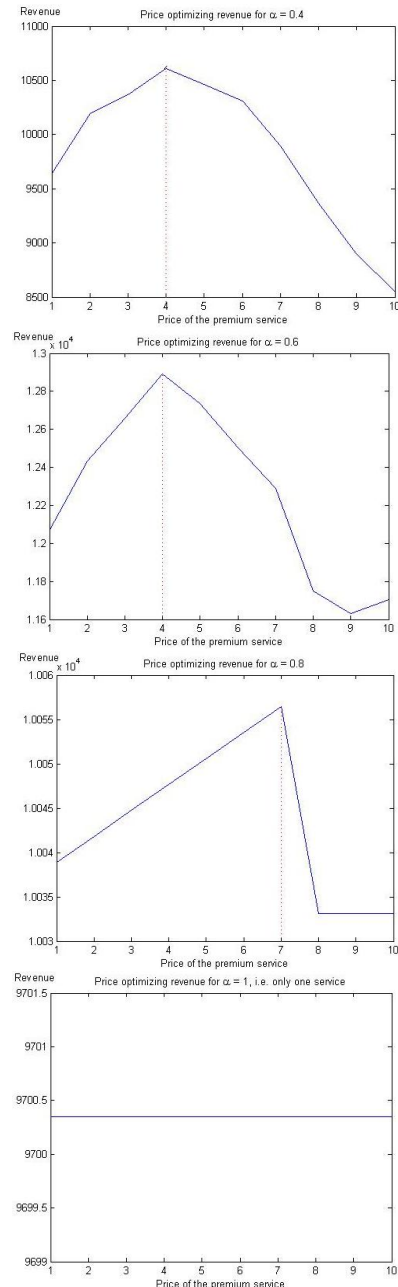 Revenue
Price optimizing revenue for α = 0.4
11000
10500
10000
9500
9000
8500
1 2 3 4 5 6 7 8 9 10
Price of the premium service
Revenue
x 10⁴
Price optimizing revenue for α = 0.6
1.3
1.28
1.26
1.24
1.22
1.2
1.18
1.16
1 2 3 4 5 6 7 8 9 10
Price of the premium service
Revenue
x 10⁴
Price optimizing revenue for α = 0.8
1.006
1.0055
1.005
1.0045
1.004
1.0035
1.003
1 2 3 4 5 6 7 8 9 10
Price of the premium service
Revenue
Price optimizing revenue for α = 1, i.e. only one service
9701.5
9701
9700.5
9700
9699.5
9699
1 2 3 4 5 6 7 8 9 10
Price of the premium service